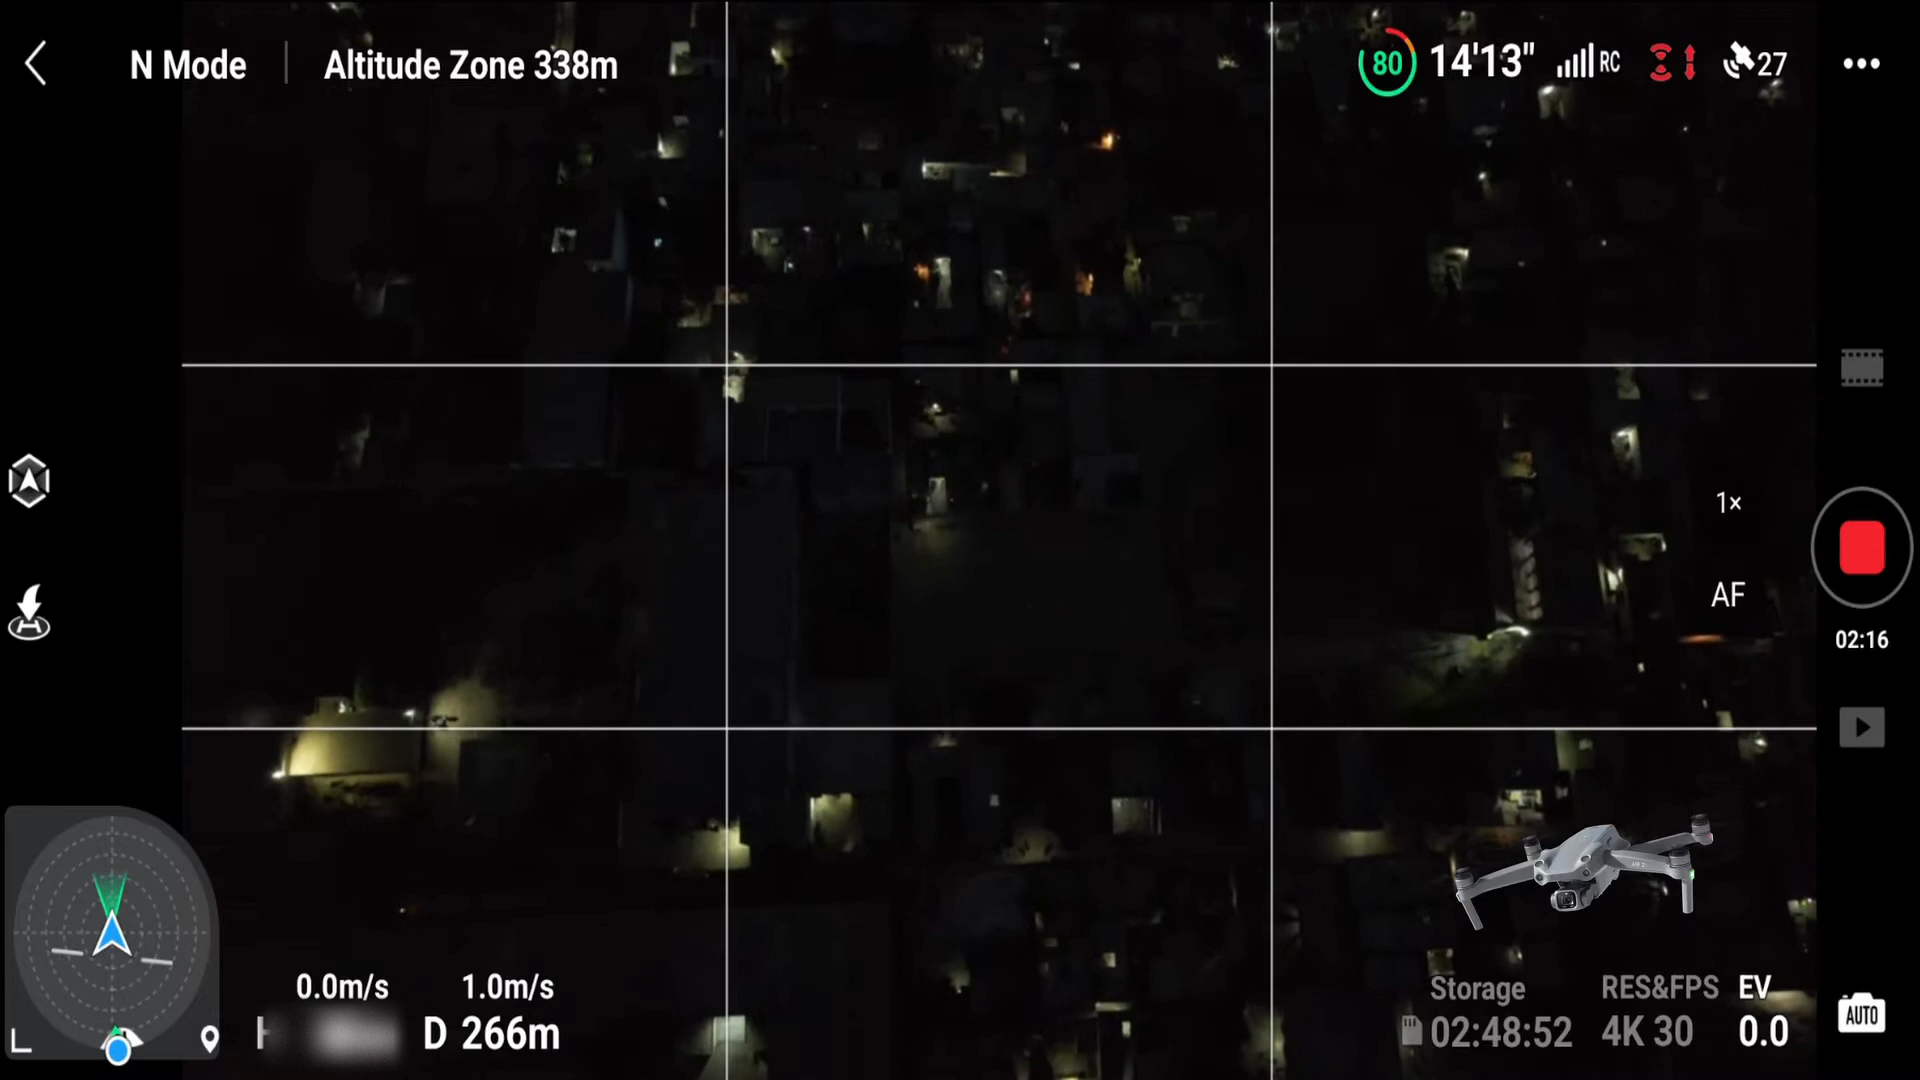 N Mode | Altitude Zone 338m
80 14'13" RC 27
1×
AF
02:16
0.0m/s 1.0m/s
H D 266m
Storage RES&FPS EV
02:48:52 4K 30 0.0
AUTO
L